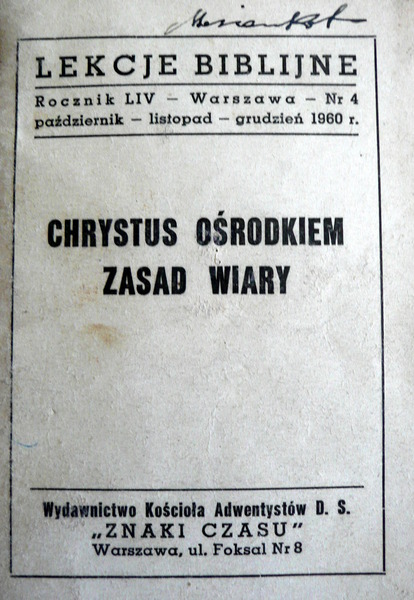 LEKCJE BIBLIJNE
Rocznik LIV – Warszawa – Nr 4
październik – listopad – grudzień 1960 r.
CHRYSTUS OŚRODKIEM
ZASAD WIARY
Wydawnictwo Kościoła Adwentystów D. S.
„ZNAKI CZASU"
Warszawa, ul. Foksal Nr 8